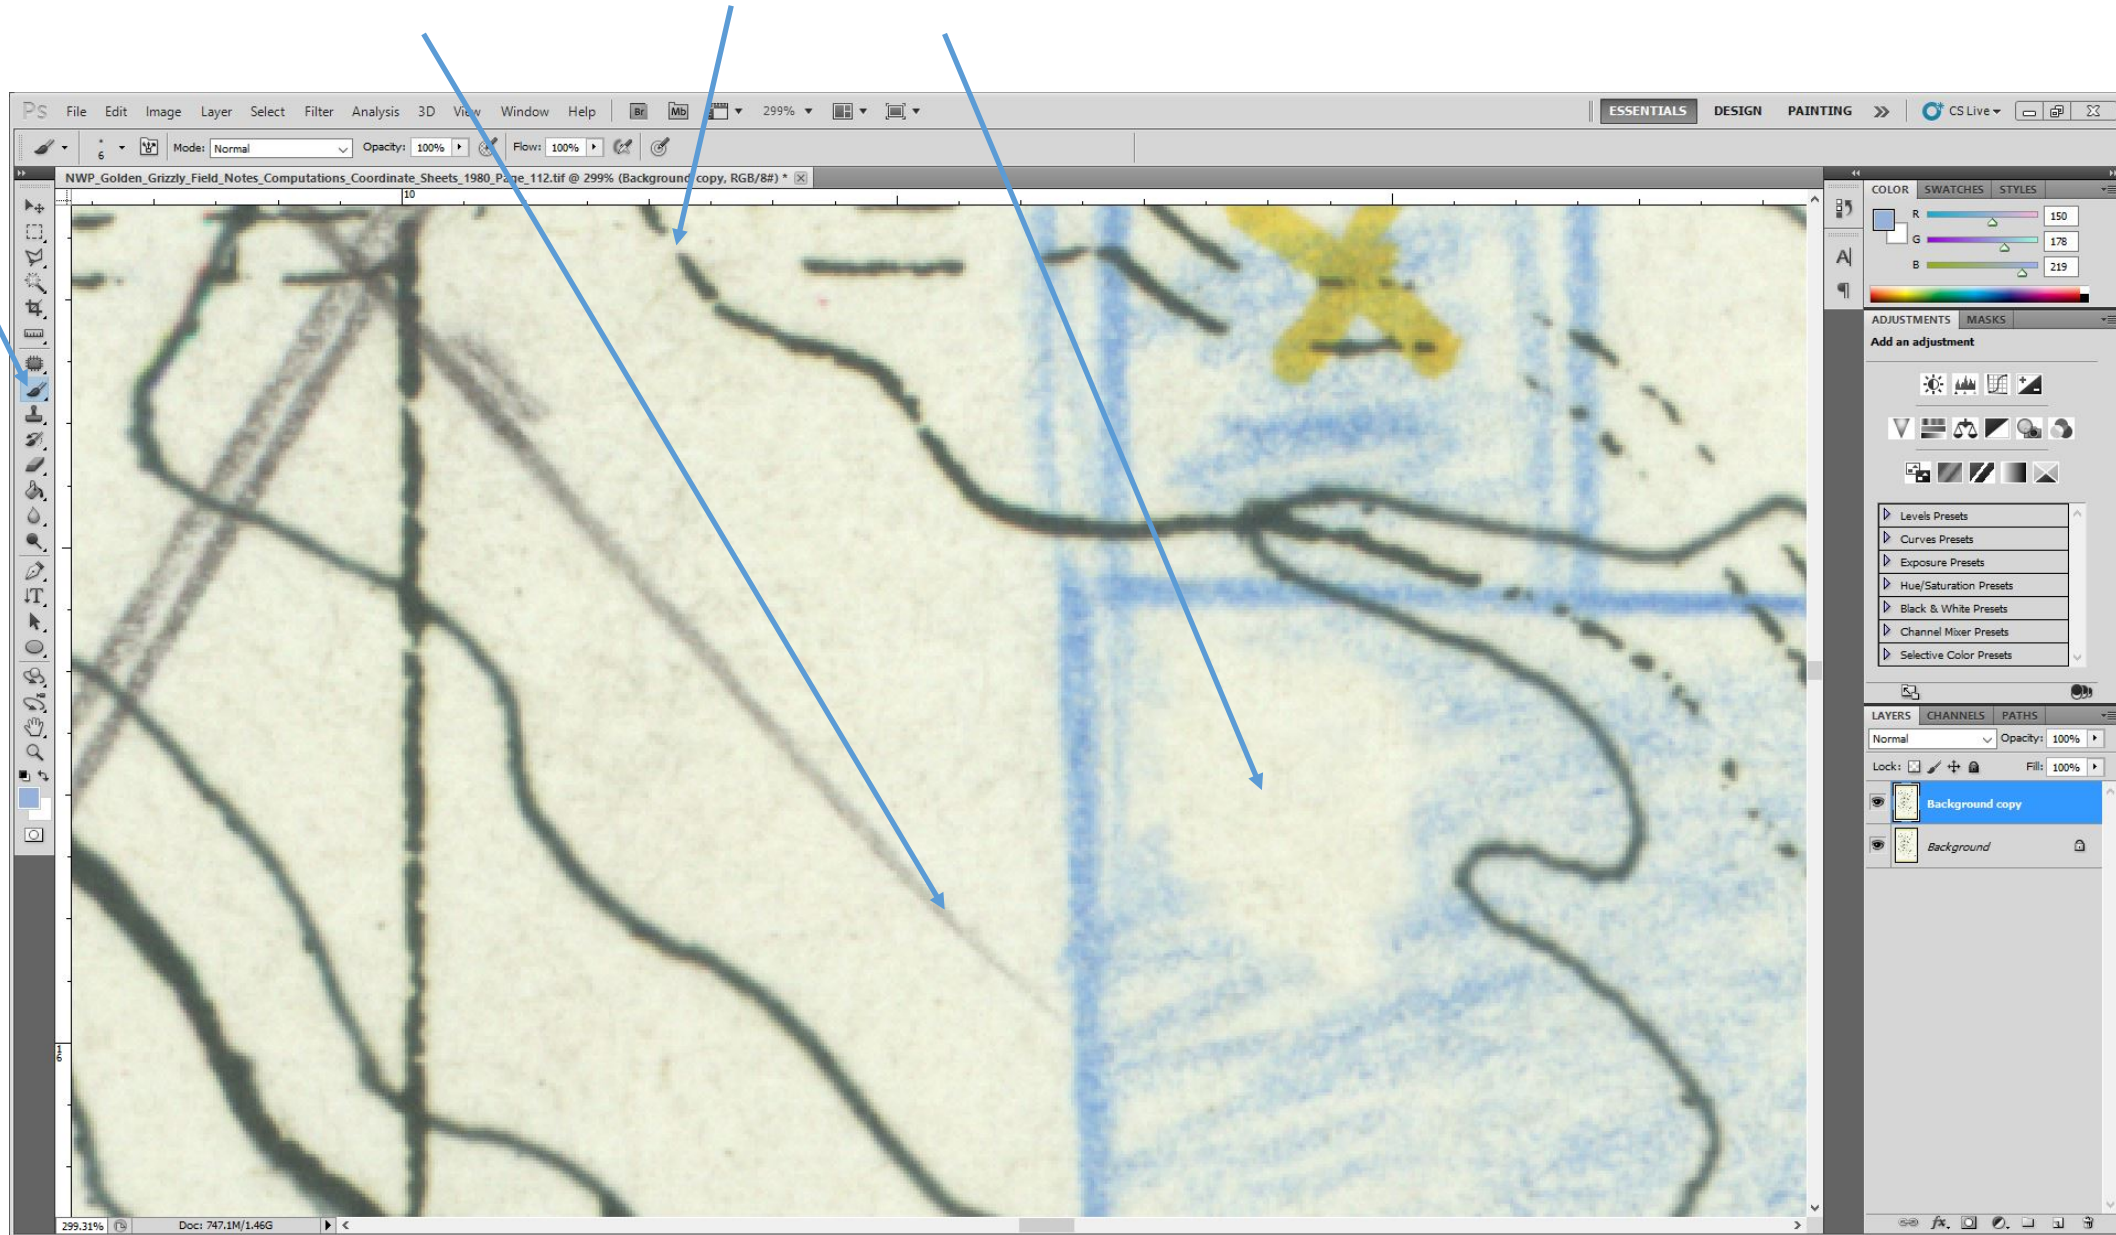 Ps File Edit Image Layer Select Filter Analysis 3D View Window Help Br Mb 299% ESSENTIALS DESIGN PAINTING CS Live
6 Mode: Normal Opacity: 100% Flow: 100%
NWP_Golden_Grizzly_Field_Notes_Computations_Coordinate_Sheets_1980_Page_112.tif @ 299% (Background copy, RGB/8#) *
10
16
299.31% Doc: 747.1M/1.46G
COLOR SWATCHES STYLES
R 150
G 178
B 219
ADJUSTMENTS MASKS
Add an adjustment
Levels Presets
Curves Presets
Exposure Presets
Hue/Saturation Presets
Black & White Presets
Channel Mixer Presets
Selective Color Presets
LAYERS CHANNELS PATHS
Normal Opacity: 100%
Lock: Fill: 100%
Background copy
Background
fx.